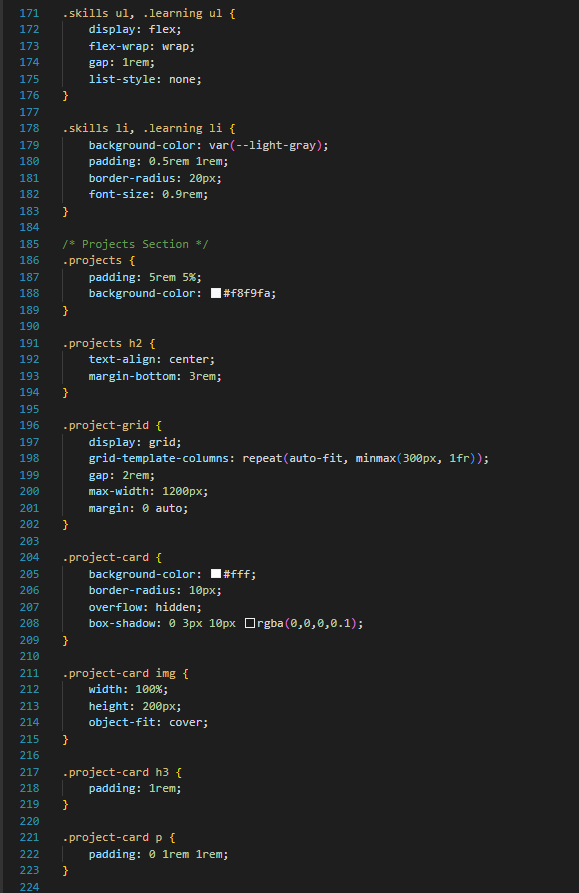 171 .skills ul, .learning ul {
172     display: flex;
173     flex-wrap: wrap;
174     gap: 1rem;
175     list-style: none;
176 }
177
178 .skills li, .learning li {
179     background-color: var(--light-gray);
180     padding: 0.5rem 1rem;
181     border-radius: 20px;
182     font-size: 0.9rem;
183 }
184
185 /* Projects Section */
186 .projects {
187     padding: 5rem 5%;
188     background-color: #f8f9fa;
189 }
190
191 .projects h2 {
192     text-align: center;
193     margin-bottom: 3rem;
194 }
195
196 .project-grid {
197     display: grid;
198     grid-template-columns: repeat(auto-fit, minmax(300px, 1fr));
199     gap: 2rem;
200     max-width: 1200px;
201     margin: 0 auto;
202 }
203
204 .project-card {
205     background-color: #fff;
206     border-radius: 10px;
207     overflow: hidden;
208     box-shadow: 0 3px 10px rgba(0,0,0,0.1);
209 }
210
211 .project-card img {
212     width: 100%;
213     height: 200px;
214     object-fit: cover;
215 }
216
217 .project-card h3 {
218     padding: 1rem;
219 }
220
221 .project-card p {
222     padding: 0 1rem 1rem;
223 }
224